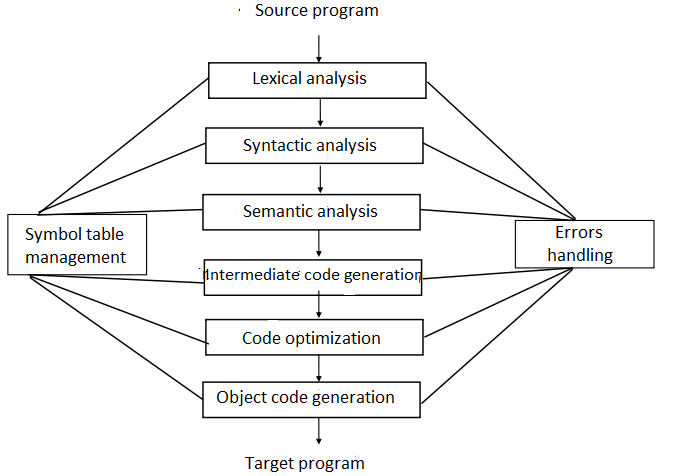 Source program
Lexical analysis
Syntactic analysis
Semantic analysis
Symbol table
management
Errors
handling
Intermediate code generation
Code optimization
Object code generation
Target program